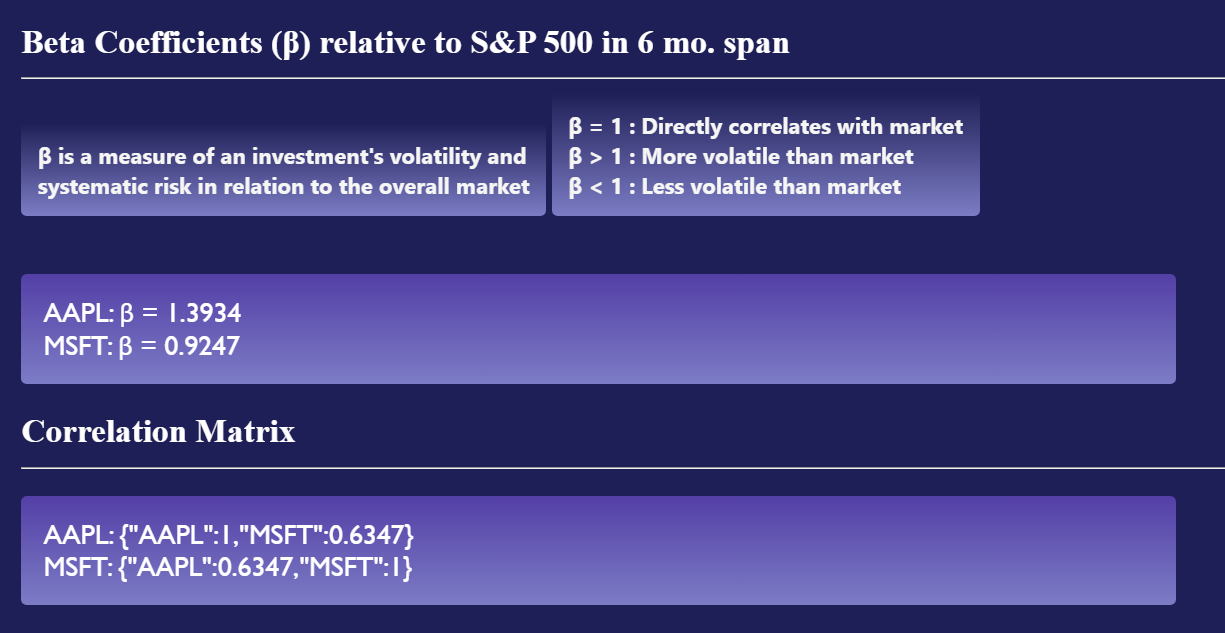 Beta Coefficients (β) relative to S&P 500 in 6 mo. span
β is a measure of an investment's volatility and
systematic risk in relation to the overall market
β = 1 : Directly correlates with market
β > 1 : More volatile than market
β < 1 : Less volatile than market
AAPL: β = 1.3934
MSFT: β = 0.9247
Correlation Matrix
AAPL: {"AAPL":1,"MSFT":0.6347}
MSFT: {"AAPL":0.6347,"MSFT":1}